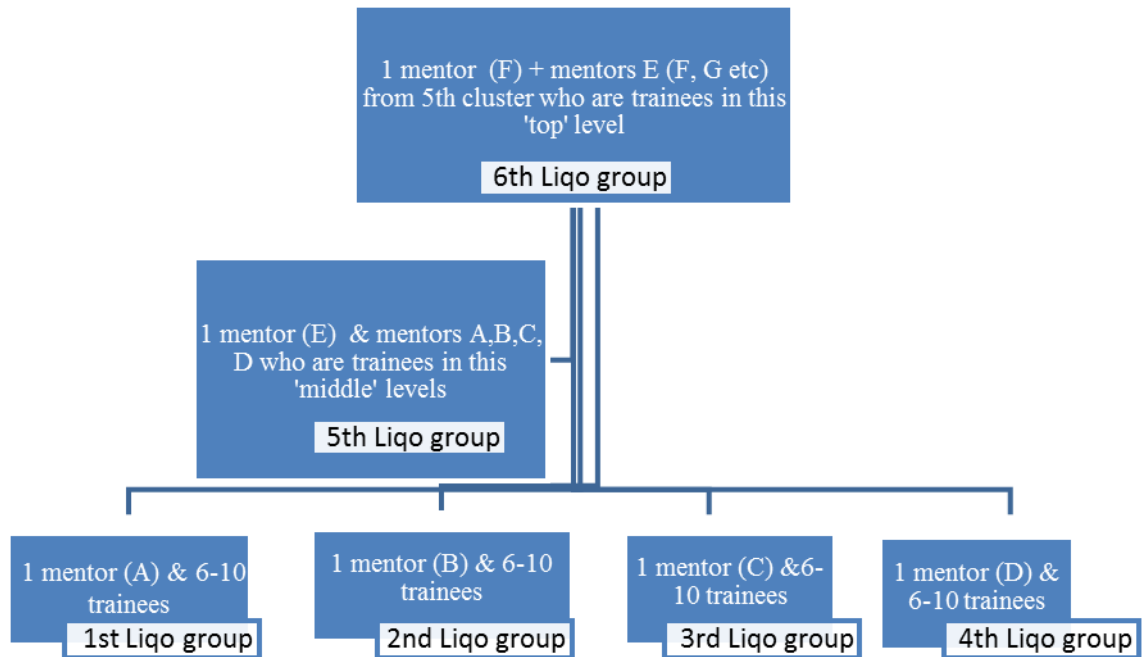 1 mentor (F) + mentors E (F, G etc)
from 5th cluster who are trainees in this
'top' level
6th Liqo group
1 mentor (E) & mentors A,B,C,
D who are trainees in this
'middle' levels
5th Liqo group
1 mentor (A) & 6-10
trainees
1st Liqo group
1 mentor (B) & 6-10
trainees
2nd Liqo group
1 mentor (C) &6-
10 trainees
3rd Liqo group
1 mentor (D) &
6-10 trainees
4th Liqo group